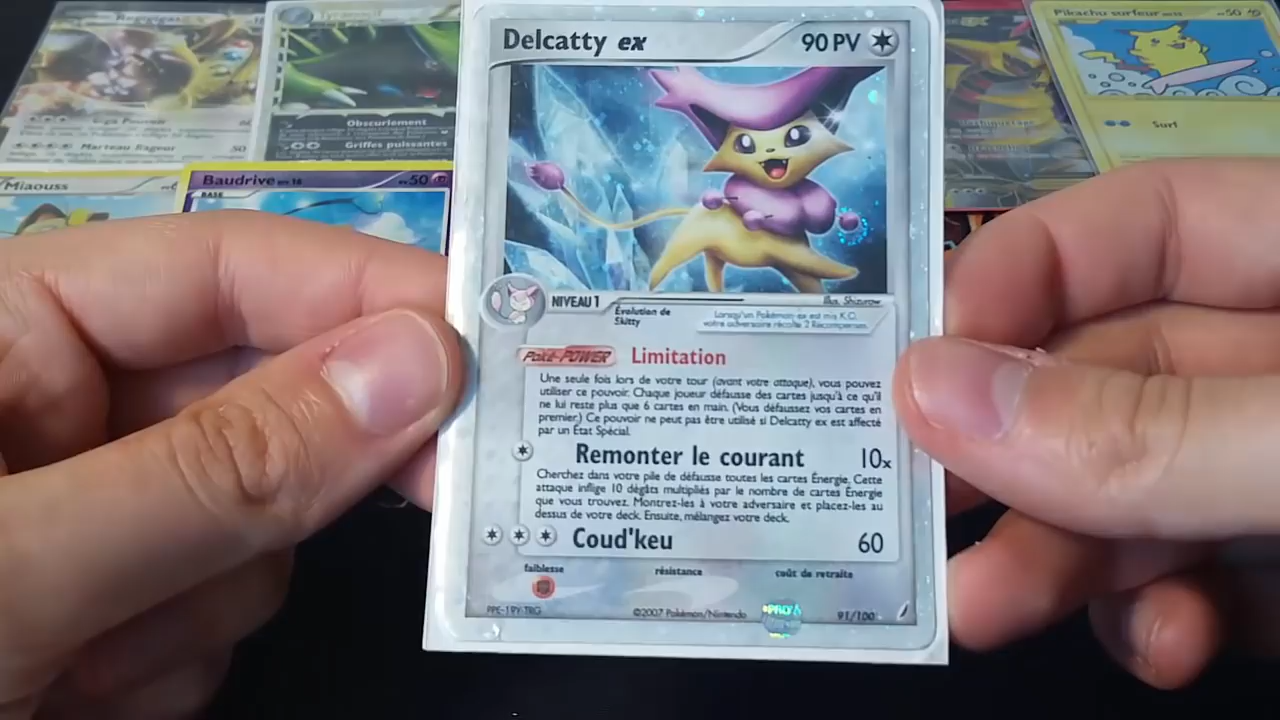 Regigigas
Giga Pouvoir
Marteau Rageur 50
Obscurcissement
Griffes puissantes
Pikachu surfeur 50
Surf
Miaouss
Baudrive 50
BASE
Delcatty ex 90 PV
NIVEAU 1
Évolution de
Skitty
Illus. Shizurow
Lorsqu'un Pokémon-ex est mis K.O.
votre adversaire récolte 2 Récompenses.
Poké-POWER Limitation
Une seule fois lors de votre tour (avant votre attaque), vous pouvez
utiliser ce pouvoir. Chaque joueur défausse des cartes jusqu'à ce qu'il
ne lui reste plus que 6 cartes en main. (Vous défaussez vos cartes en
premier.) Ce pouvoir ne peut pas être utilisé si Delcatty ex est affecté
par un État Spécial.
Remonter le courant 10x
Cherchez dans votre pile de défausse toutes les cartes Énergie. Cette
attaque inflige 10 dégâts multipliés par le nombre de cartes Énergie
que vous trouvez. Montrez-les à votre adversaire et placez-les au
dessus de votre deck. Ensuite, mélangez votre deck.
Coud'keu 60
faiblesse résistance coût de retraite
©2007 Pokémon/Nintendo 91/100